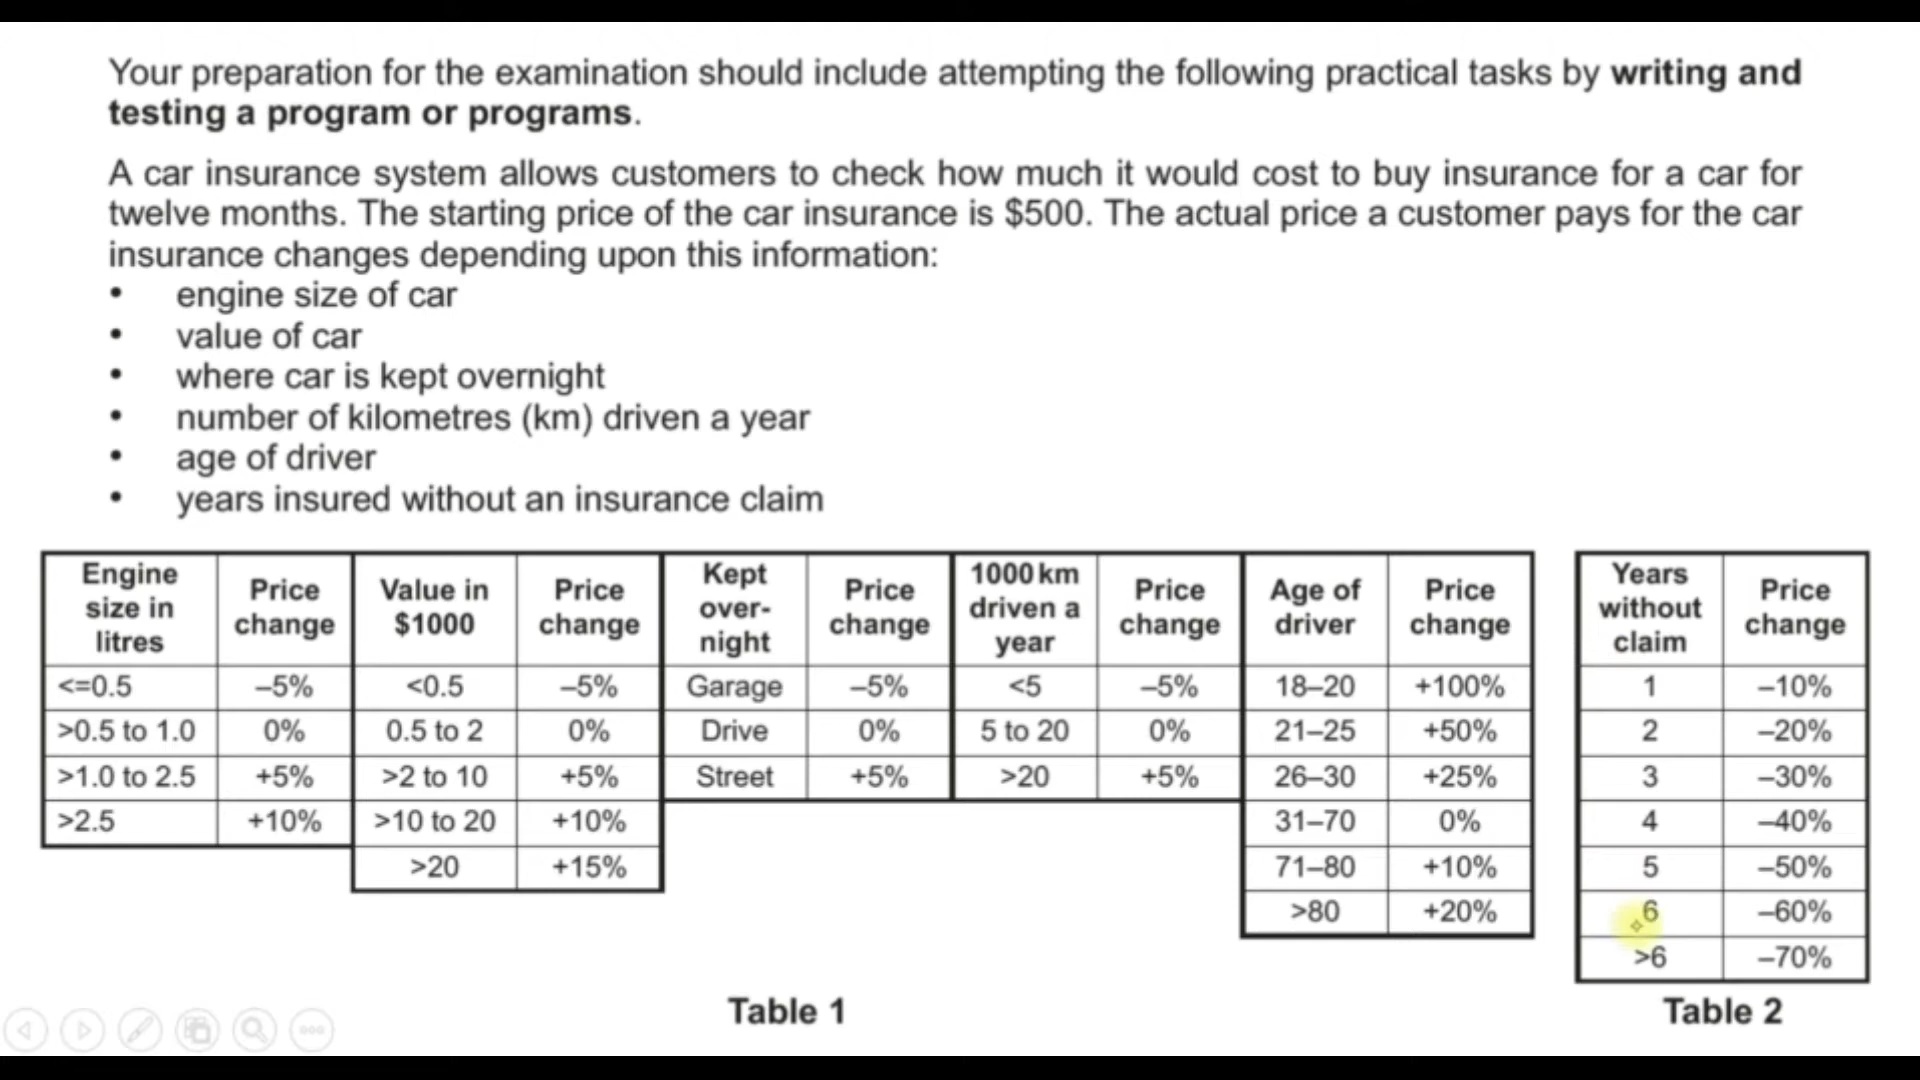 Your preparation for the examination should include attempting the following practical tasks by writing and
testing a program or programs.
A car insurance system allows customers to check how much it would cost to buy insurance for a car for
twelve months. The starting price of the car insurance is $500. The actual price a customer pays for the car
insurance changes depending upon this information:
• engine size of car
• value of car
• where car is kept overnight
• number of kilometres (km) driven a year
• age of driver
• years insured without an insurance claim
Engine size in litres | Price change | Value in $1000 | Price change | Kept over-night | Price change | 1000 km driven a year | Price change | Age of driver | Price change | Years without claim | Price change
<=0.5 | –5% | <0.5 | –5% | Garage | –5% | <5 | –5% | 18–20 | +100% | 1 | –10%
>0.5 to 1.0 | 0% | 0.5 to 2 | 0% | Drive | 0% | 5 to 20 | 0% | 21–25 | +50% | 2 | –20%
>1.0 to 2.5 | +5% | >2 to 10 | +5% | Street | +5% | >20 | +5% | 26–30 | +25% | 3 | –30%
>2.5 | +10% | >10 to 20 | +10% | 31–70 | 0% | 4 | –40%
>20 | +15% | 71–80 | +10% | 5 | –50%
>80 | +20% | 6 | –60%
>6 | –70%
Table 1 Table 2